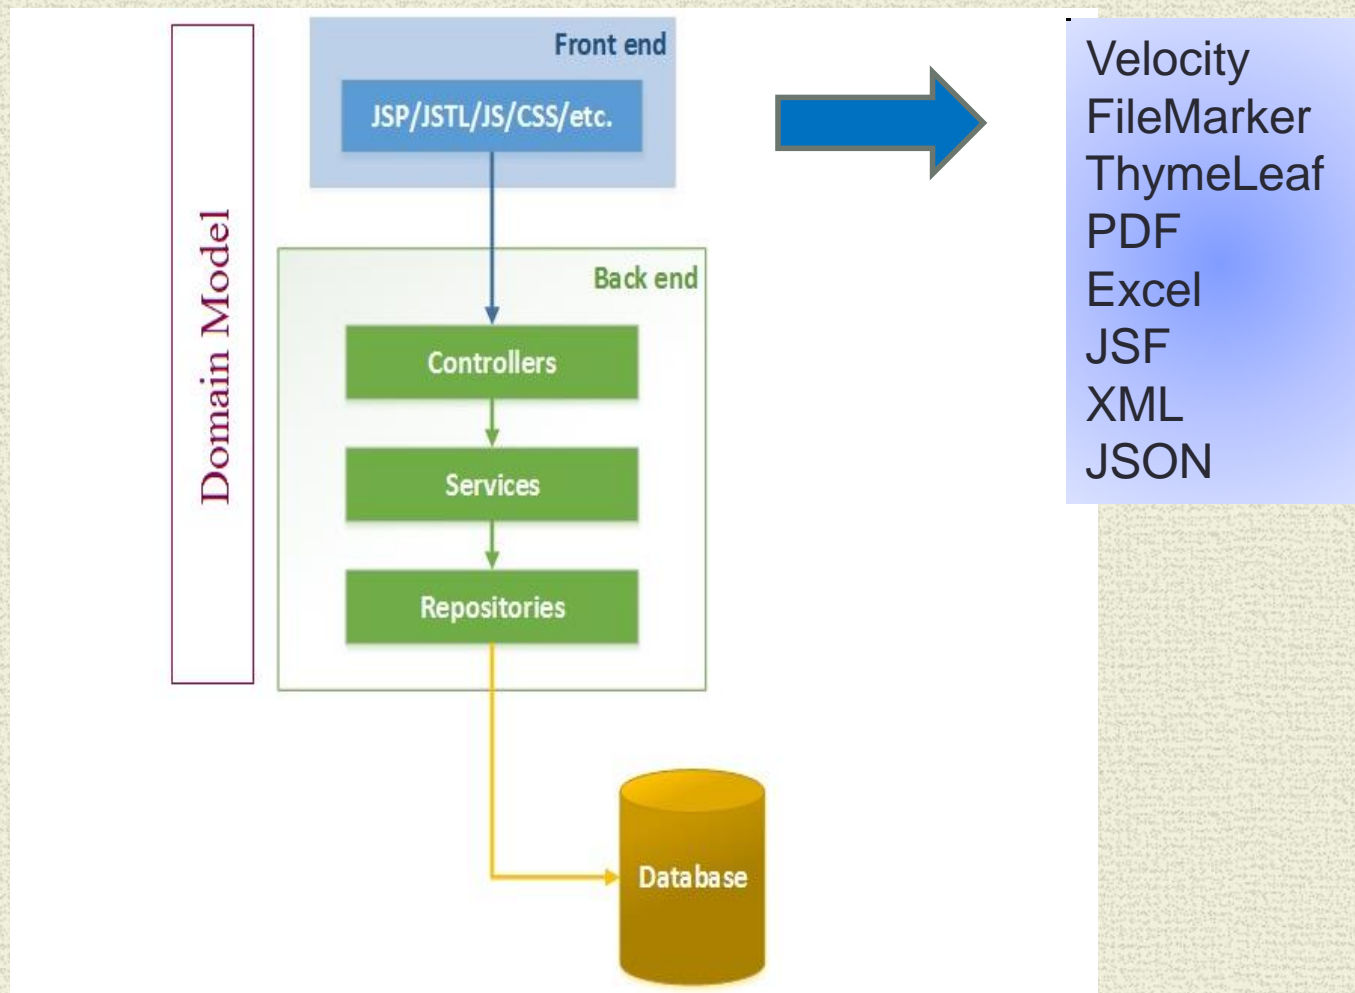 Domain Model
Front end
JSP/JSTL/JS/CSS/etc.
Back end
Controllers
Services
Repositories
Database
Velocity
FileMarker
ThymeLeaf
PDF
Excel
JSF
XML
JSON